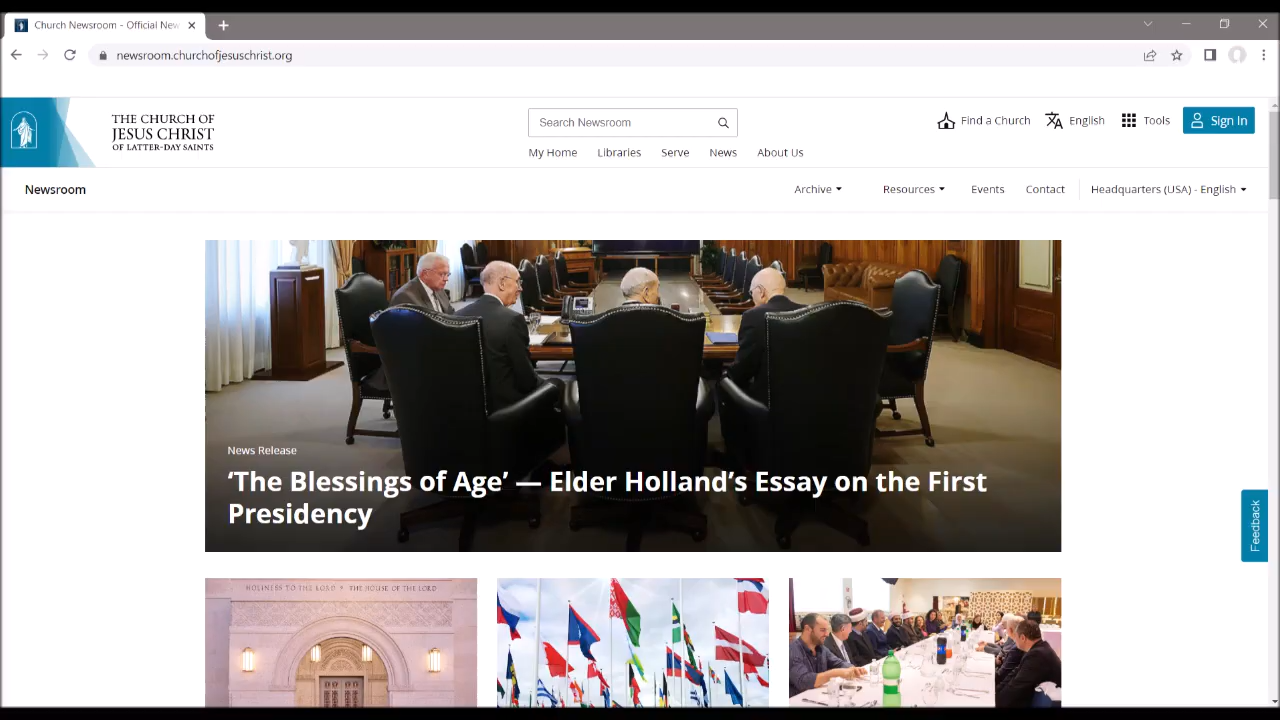 Church Newsroom - Official New
newsroom.churchofjesuschrist.org
THE CHURCH OF
JESUS CHRIST
OF LATTER-DAY SAINTS
Search Newsroom
Find a Church
English
Tools
Sign In
My Home
Libraries
Serve
News
About Us
Newsroom
Archive
Resources
Events
Contact
Headquarters (USA) - English
News Release
‘The Blessings of Age’ — Elder Holland’s Essay on the First
Presidency
Feedback
HOLINESS TO THE LORD THE HOUSE OF THE LORD